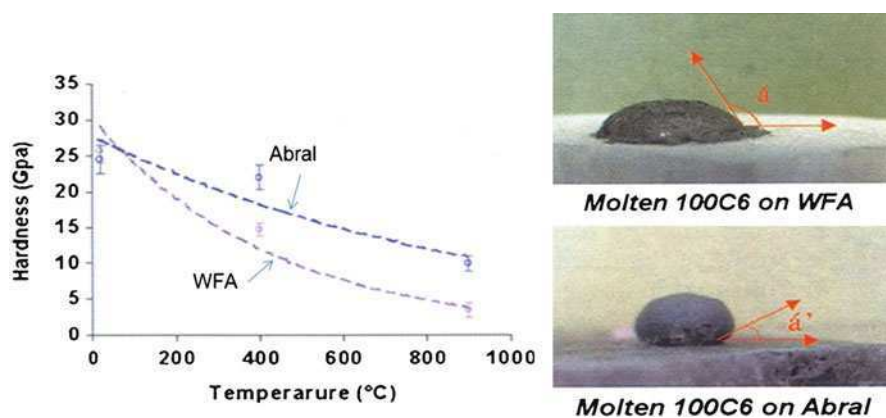 35
30
25
20
15
10
5
0
Hardness (Gpa)
Abral
WFA
0
200
400
600
800
1000
Temperarure (°C)
á
Molten 100C6 on WFA
á'
Molten 100C6 on Abral